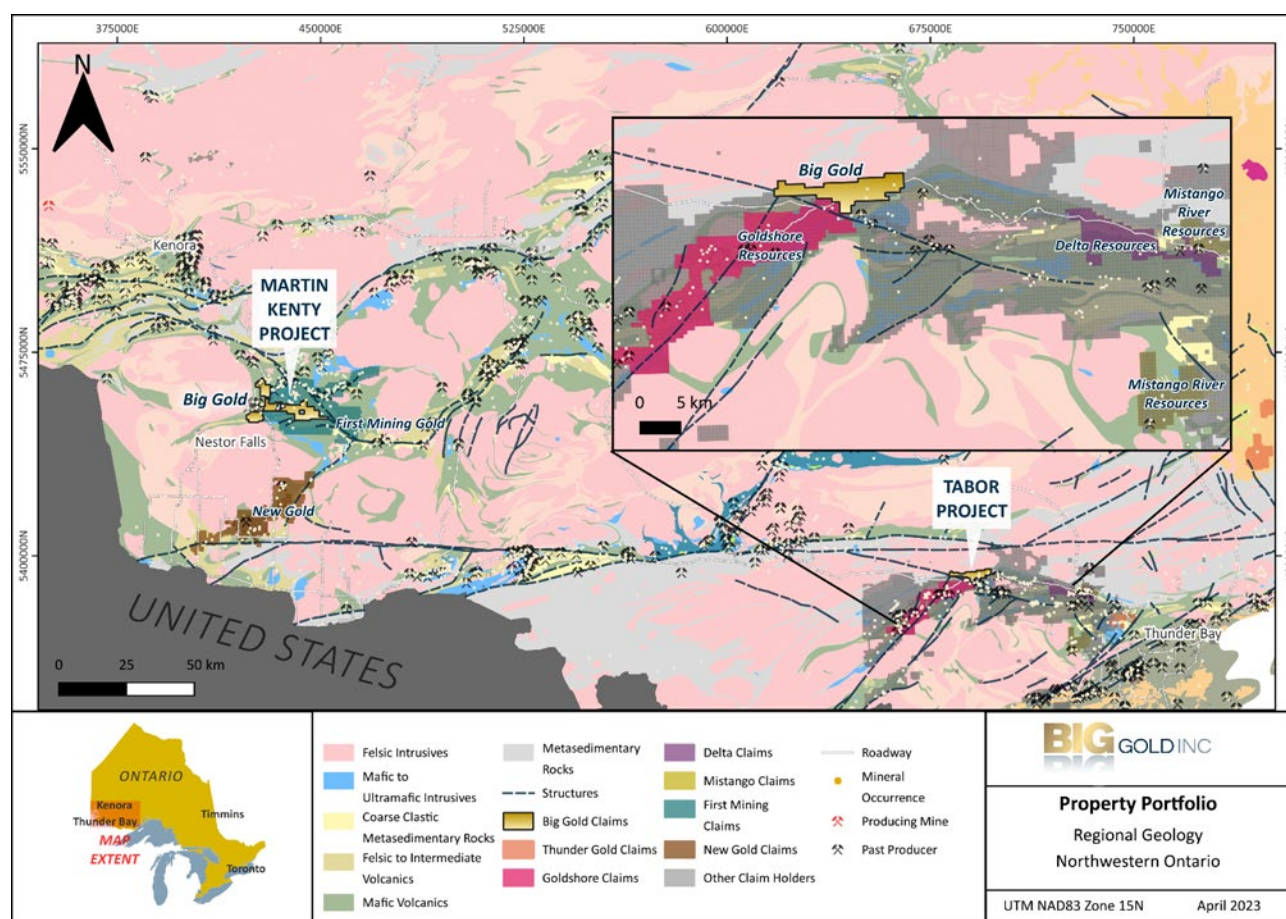 375000E 450000E 525000E 600000E 675000E 750000E
N
5550000N
5475000N
5400000N
5550000N
5475000N
5400000N
Kenora
MARTIN
KENTY
PROJECT
Big Gold
First Mining Gold
Nestor Falls
New Gold
UNITED STATES
0 25 50 km
Big Gold
Goldshore
Resources
Delta Resources
Mistango
River
Resources
Mistango River
Resources
0 5 km
TABOR
PROJECT
Thunder Bay
ONTARIO
Kenora
Thunder Bay
Timmins
MAP
EXTENT
Toronto
Felsic Intrusives
Mafic to
Ultramafic Intrusives
Coarse Clastic
Metasedimentary Rocks
Felsic to Intermediate
Volcanics
Mafic Volcanics
Metasedimentary
Rocks
Structures
Big Gold Claims
Thunder Gold Claims
Goldshore Claims
Delta Claims
Mistango Claims
First Mining
Claims
New Gold Claims
Other Claim Holders
Roadway
Mineral
Occurrence
Producing Mine
Past Producer
BIG GOLD INC
Property Portfolio
Regional Geology
Northwestern Ontario
UTM NAD83 Zone 15N April 2023